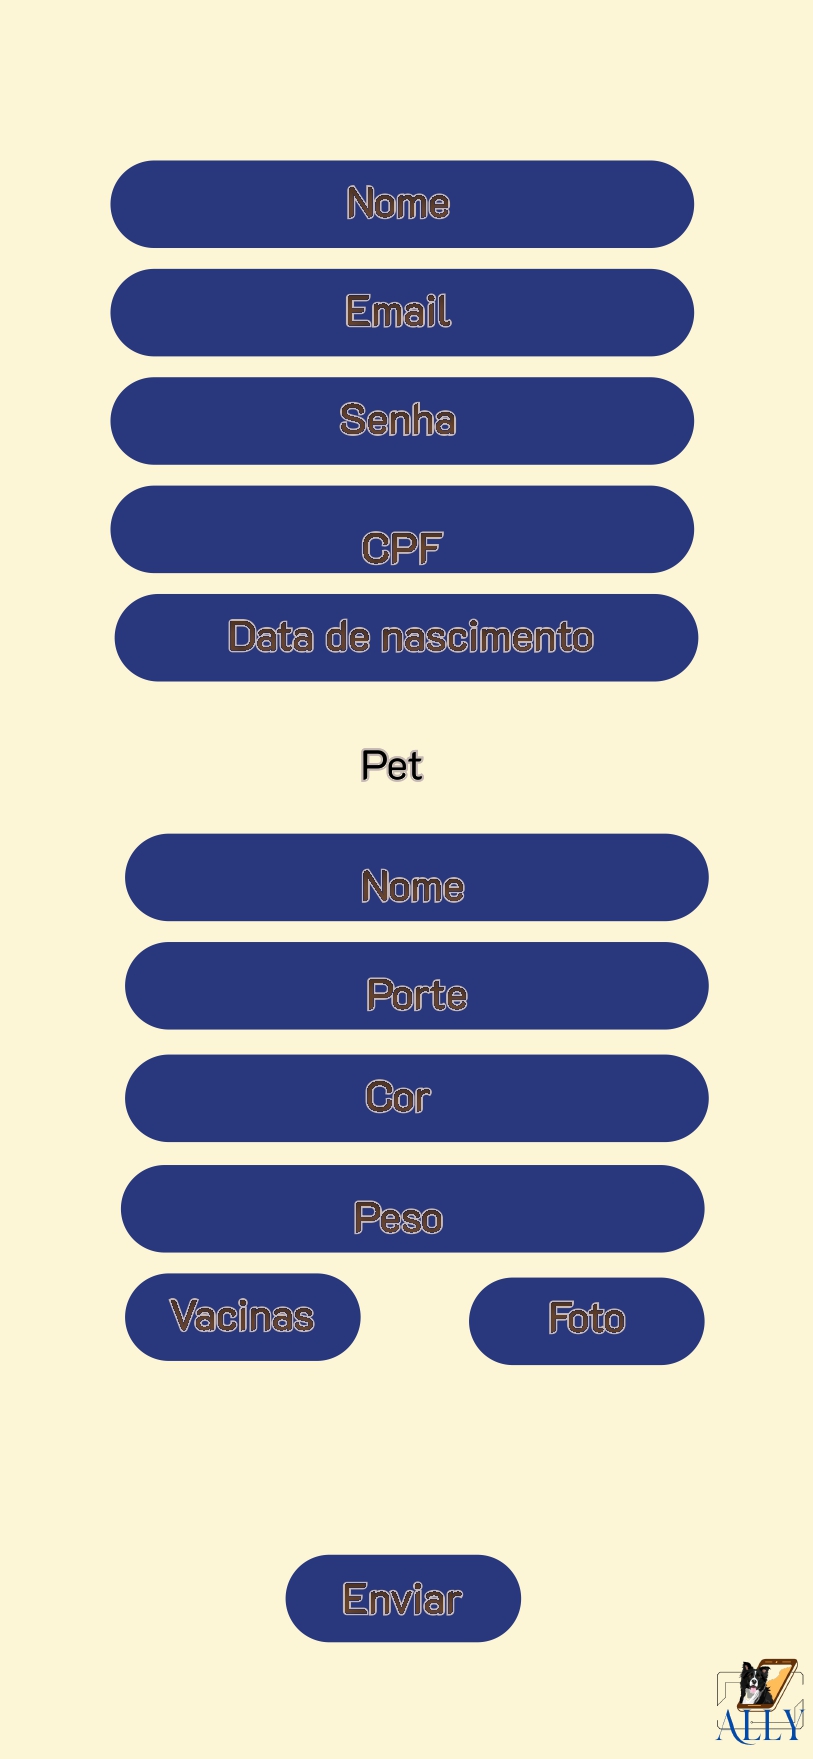 Nome
Email
Senha
CPF
Data de nascimento
Pet
Nome
Porte
Cor
Peso
Vacinas
Foto
Enviar
ALLY